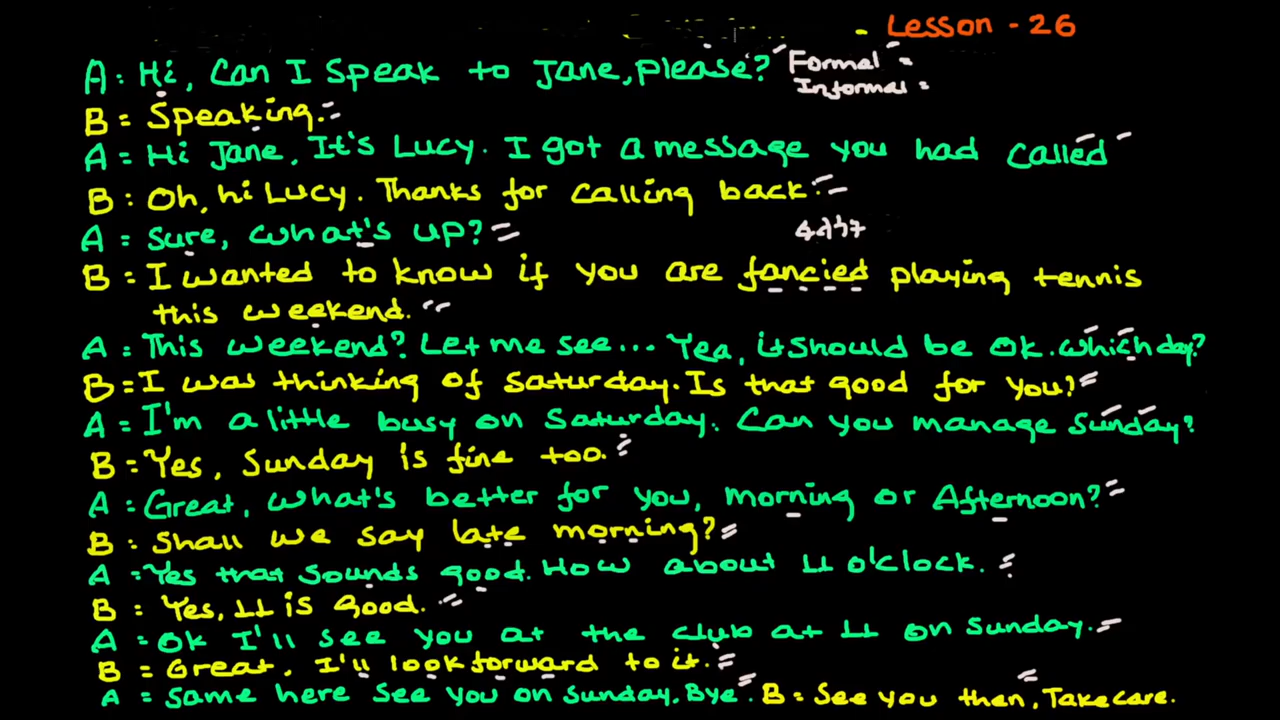 Lesson - 26
A: Hi, Can I Speak to Jane, please? Formal =
Informal =
B = Speaking.
A = Hi Jane, It's Lucy. I got a message you had called
B: Oh, hi Lucy. Thanks for calling back.
A = Sure, what's up?
B = I wanted to know if you are fancied playing tennis
this weekend.
A = This weekend? Let me see... Yea, it should be ok. which day?
B = I was thinking of Saturday. Is that good for you?
A = I'm a little busy on Saturday. Can you manage Sunday?
B = Yes, Sunday is fine too.
A: Great, what's better for you, morning or Afternoon?
B: Shall we say late morning?
A = Yes that sounds good. How about 11 o'clock.
B: Yes, 11 is good.
A = Ok I'll see you at the club at 11 on Sunday.
B = Great, I'll look forward to it.
A = Same here see you on Sunday. Bye. B = See you then, Take care.